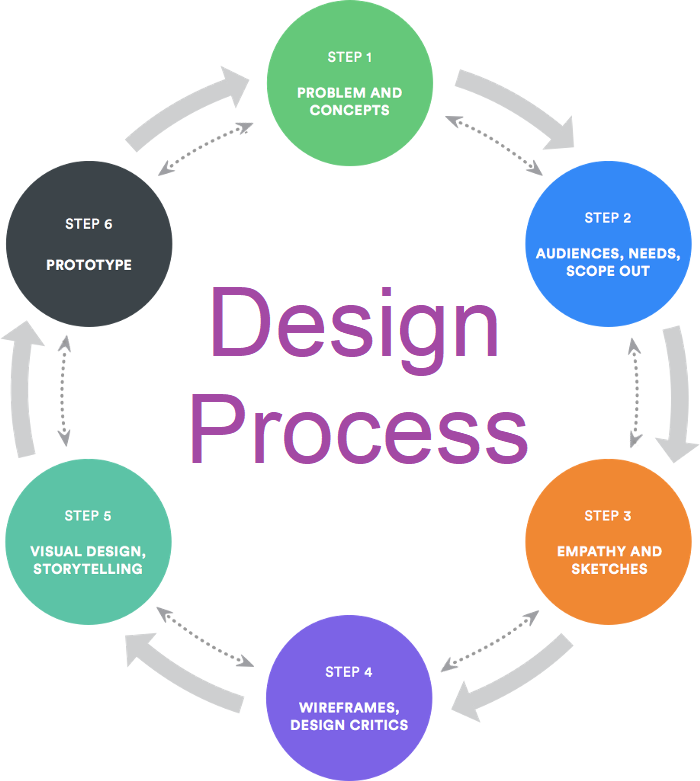 STEP 1
PROBLEM AND
CONCEPTS
STEP 2
AUDIENCES, NEEDS,
SCOPE OUT
STEP 3
EMPATHY AND
SKETCHES
STEP 4
WIREFRAMES,
DESIGN CRITICS
STEP 5
VISUAL DESIGN,
STORYTELLING
STEP 6
PROTOTYPE
Design
Process